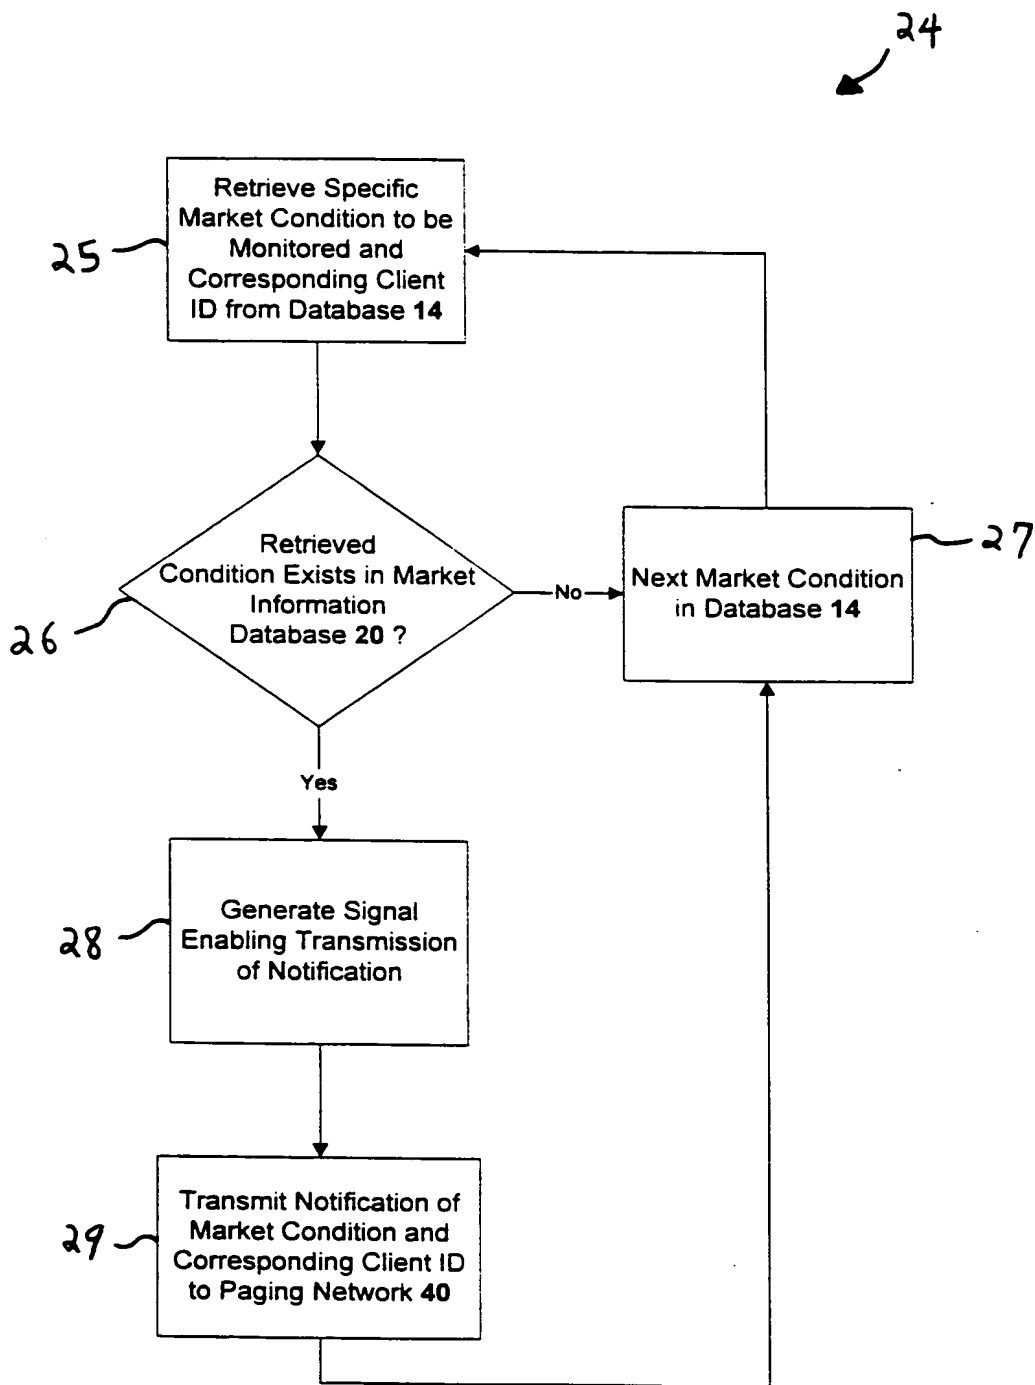 24
Retrieve Specific
Market Condition to be
Monitored and
Corresponding Client
ID from Database 14
25
Retrieved
Condition Exists in Market
Information
Database 20 ?
26
No
Next Market Condition
in Database 14
27
Yes
Generate Signal
Enabling Transmission
of Notification
28
Transmit Notification of
Market Condition and
Corresponding Client ID
to Paging Network 40
29